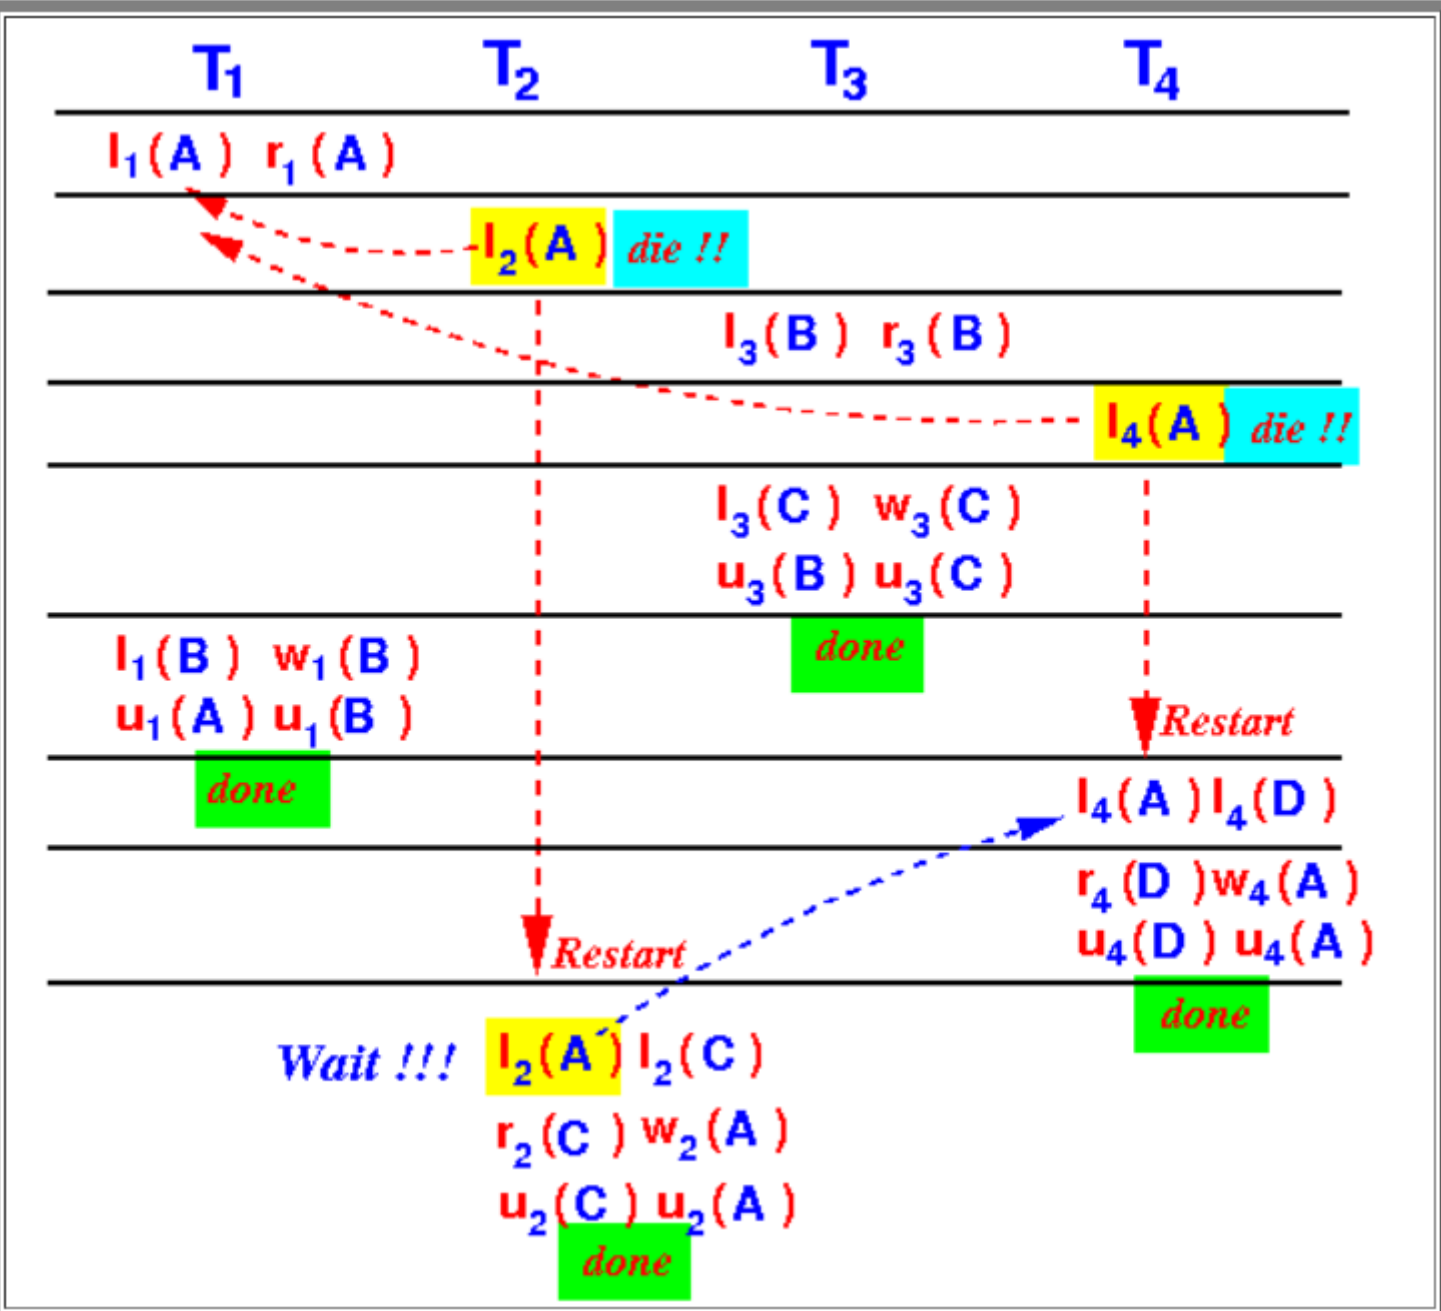 T1 T2 T3 T4
l1(A) r1(A)
l2(A) die !!
l3(B) r3(B)
l4(A) die !!
l3(C) w3(C)
u3(B) u3(C)
done
l1(B) w1(B)
u1(A) u1(B)
done
Restart
l4(A) l4(D)
r4(D) w4(A)
u4(D) u4(A)
done
Restart
Wait !!! l2(A) l2(C)
r2(C) w2(A)
u2(C) u2(A)
done